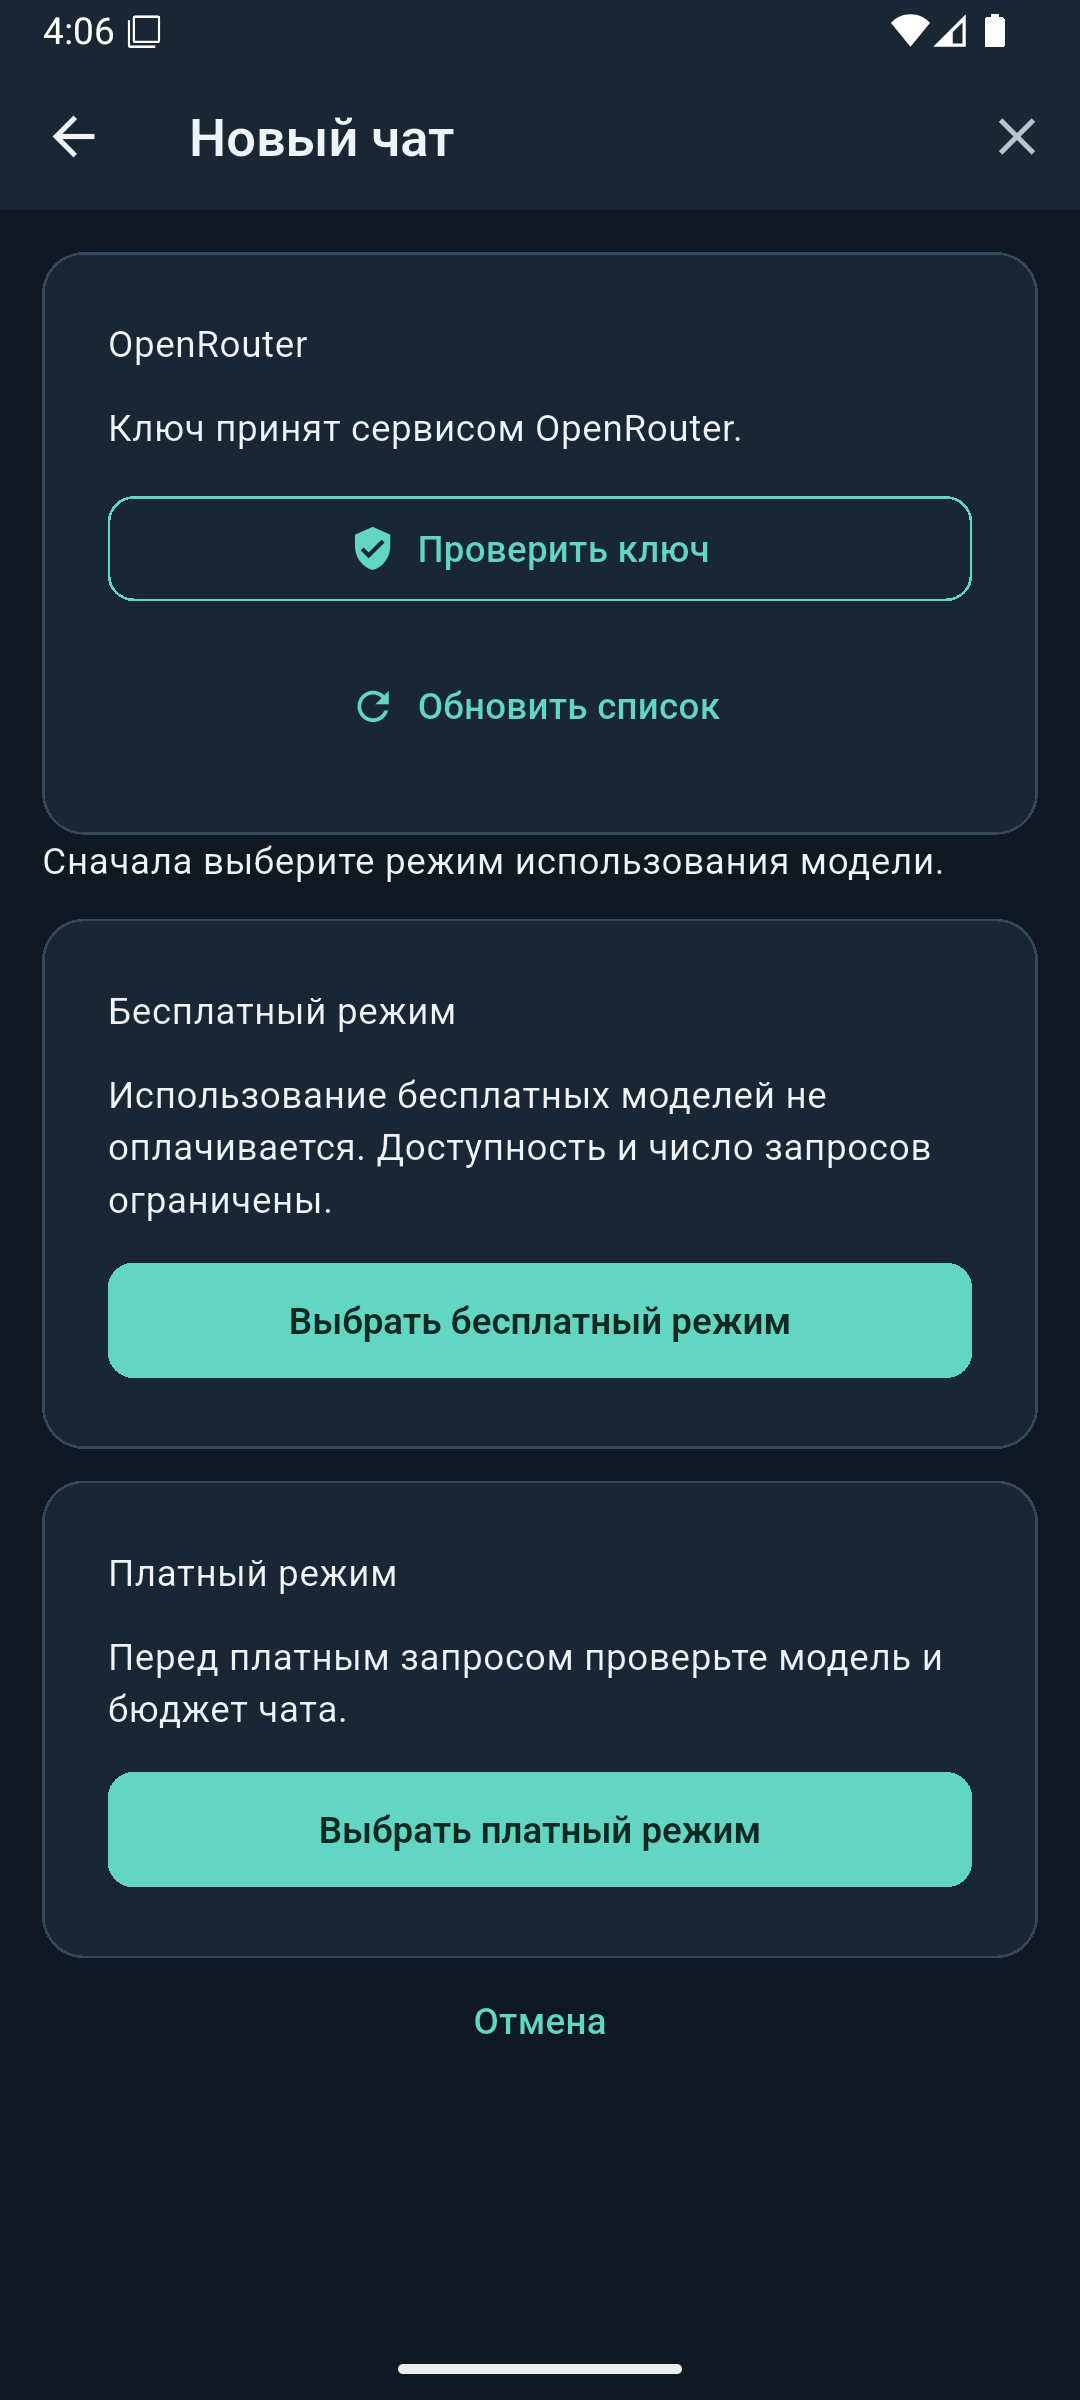 4:06
Новый чат
OpenRouter
Ключ принят сервисом OpenRouter.
Проверить ключ
Обновить список
Сначала выберите режим использования модели.
Бесплатный режим
Использование бесплатных моделей не
оплачивается. Доступность и число запросов
ограничены.
Выбрать бесплатный режим
Платный режим
Перед платным запросом проверьте модель и
бюджет чата.
Выбрать платный режим
Отмена